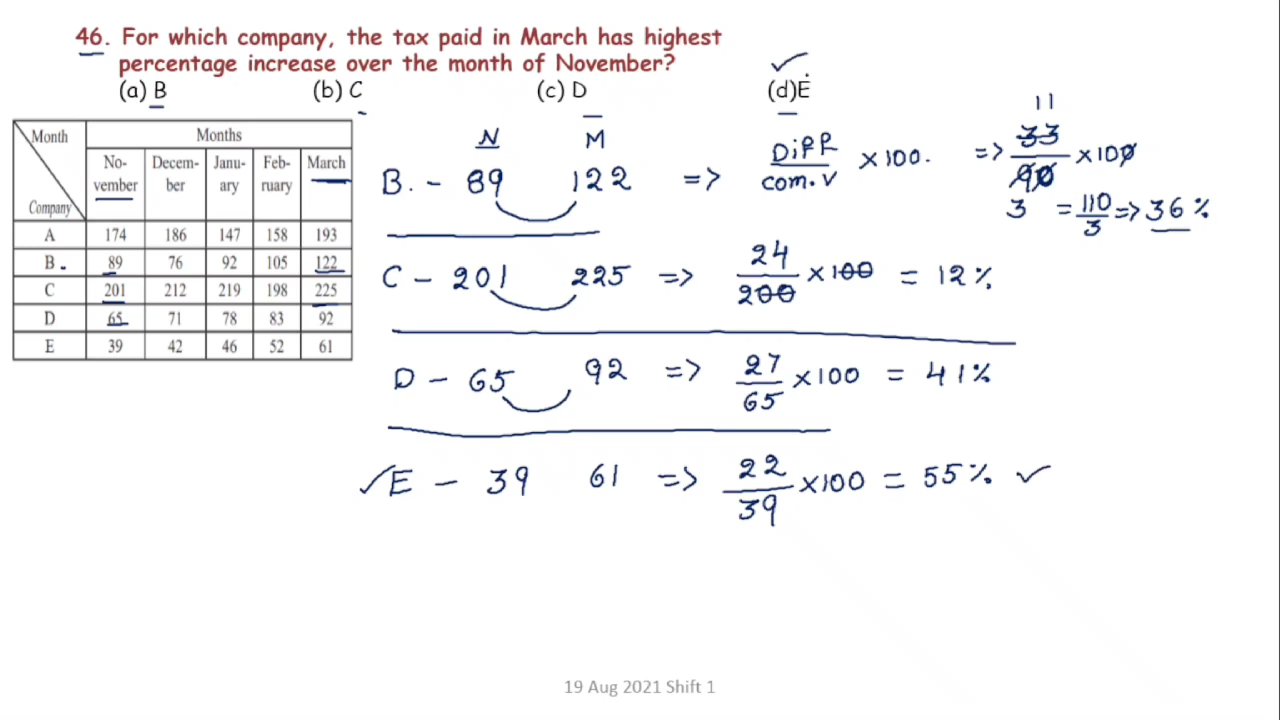 46. For which company, the tax paid in March has highest
percentage increase over the month of November?
(a) B (b) C (c) D (d)E
Month Months
Company No-vember Decem-ber Janu-ary Feb-ruary March
A 174 186 147 158 193
B 89 76 92 105 122
C 201 212 219 198 225
D 65 71 78 83 92
E 39 42 46 52 61
N M
B. - 89 122 => Diff/com.v ×100. => 33/90 ×100
11
3 = 110/3 => 36%
C - 201 225 => 24/200 ×100 = 12%
D - 65 92 => 27/65 ×100 = 41%
✓E - 39 61 => 22/39 ×100 = 55% ✓
19 Aug 2021 Shift 1